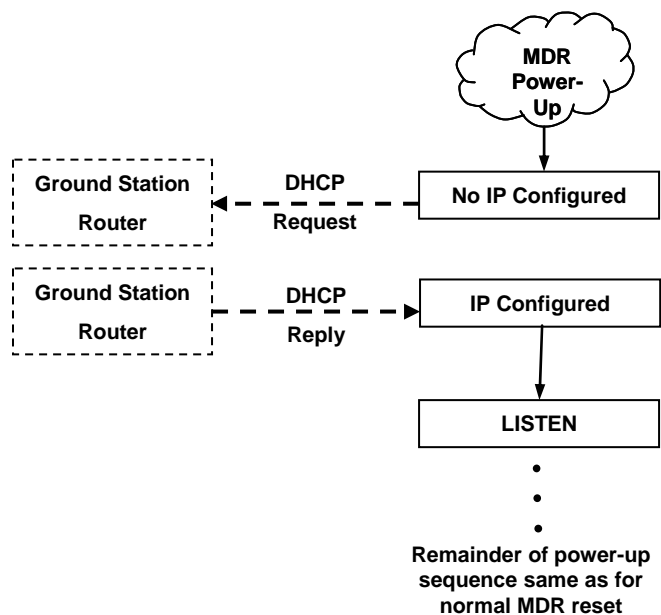 MDR
Power-
Up
Ground Station
Router
DHCP
Request
No IP Configured
Ground Station
Router
DHCP
Reply
IP Configured
LISTEN
Remainder of power-up
sequence same as for
normal MDR reset